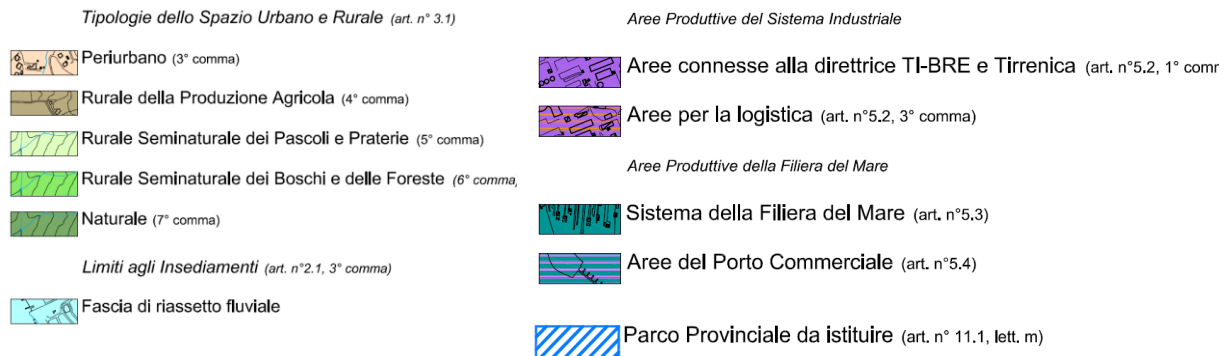 Tipologie dello Spazio Urbano e Rurale (art. n° 3.1)
Periurbano (3° comma)
Rurale della Produzione Agricola (4° comma)
Rurale Seminaturale dei Pascoli e Praterie (5° comma)
Rurale Seminaturale dei Boschi e delle Foreste (6° comma)
Naturale (7° comma)
Limiti agli Insediamenti (art. n°2.1, 3° comma)
Fascia di riassetto fluviale
Aree Produttive del Sistema Industriale
Aree connesse alla direttrice TI-BRE e Tirrenica (art. n°5.2, 1°
Aree per la logistica (art. n°5.2, 3° comma)
Aree Produttive della Filiera del Mare
Sistema della Filiera del Mare (art. n°5.3)
Aree del Porto Commerciale (art. n°5.4)
Parco Provinciale da istituire (art. n° 11.1, lett. m)